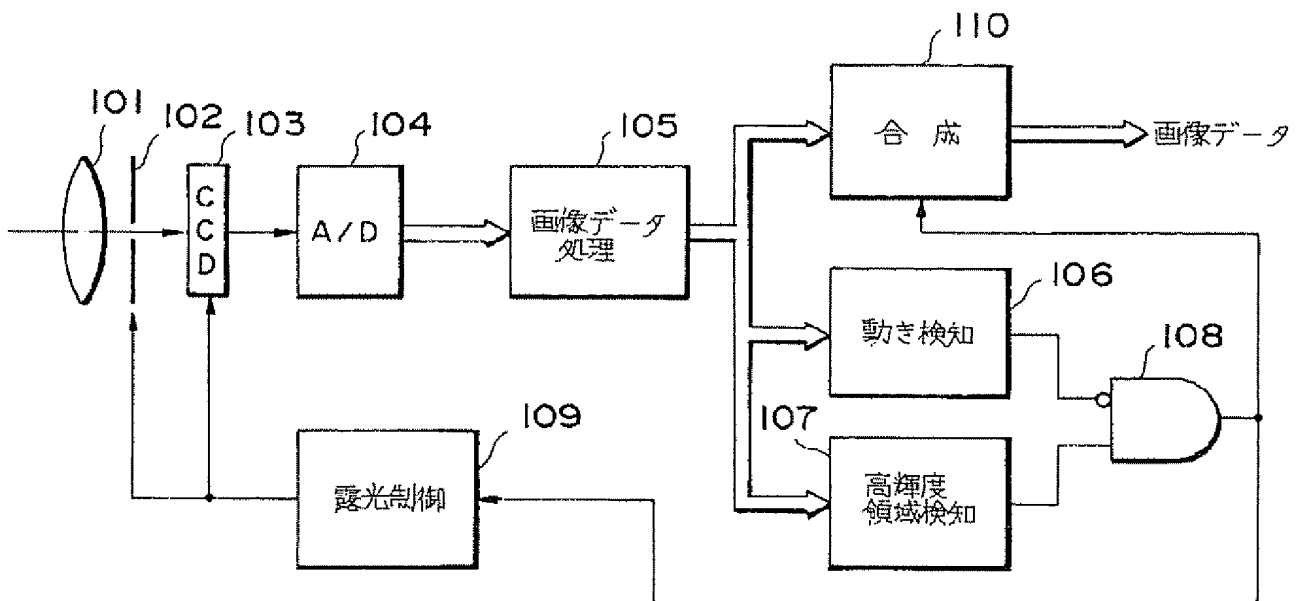 110
101
102
103
104
105
合成
画像データ
C
C
D
A/D
画像データ
処理
106
動き検知
108
107
109
露光制御
高輝度
領域検知